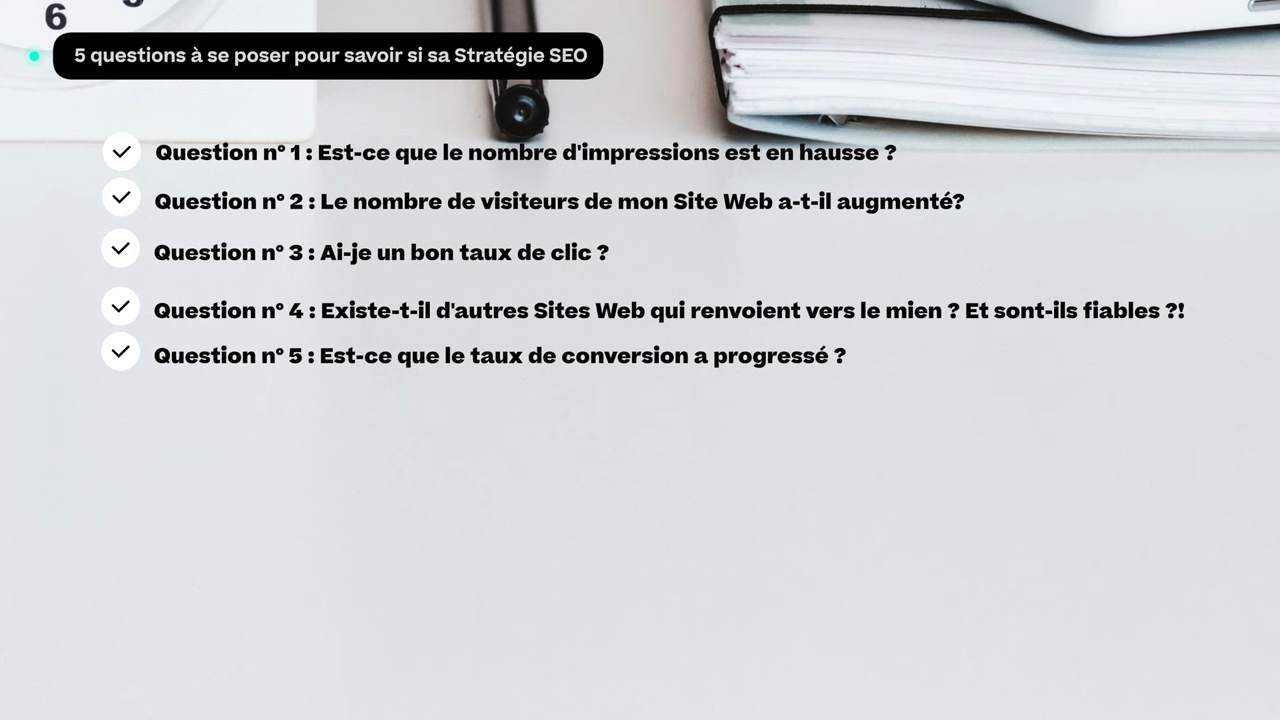 6
5 questions à se poser pour savoir si sa Stratégie SEO
Question n° 1 : Est-ce que le nombre d'impressions est en hausse ?
Question n° 2 : Le nombre de visiteurs de mon Site Web a-t-il augmenté?
Question n° 3 : Ai-je un bon taux de clic ?
Question n° 4 : Existe-t-il d'autres Sites Web qui renvoient vers le mien ? Et sont-ils fiables ?!
Question n° 5 : Est-ce que le taux de conversion a progressé ?